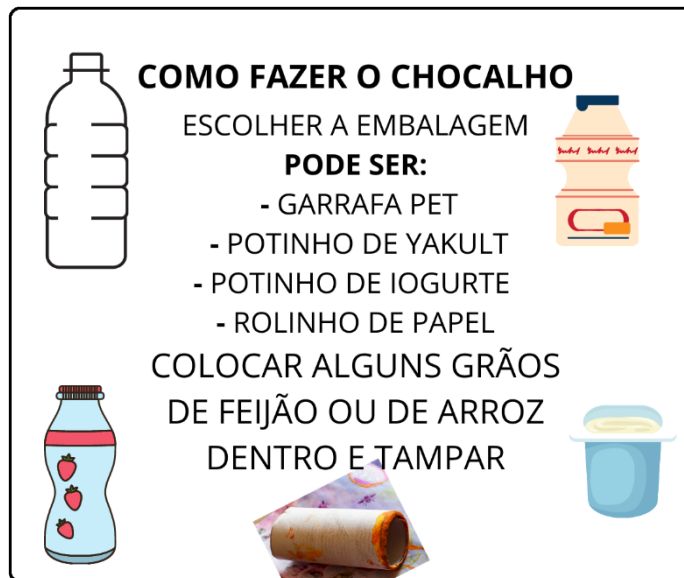 COMO FAZER O CHOCALHO
ESCOLHER A EMBALAGEM
PODE SER:
- GARRAFA PET
- POTINHO DE YAKULT
- POTINHO DE IOGURTE
- ROLINHO DE PAPEL
COLOCAR ALGUNS GRÃOS
DE FEIJÃO OU DE ARROZ
DENTRO E TAMPAR